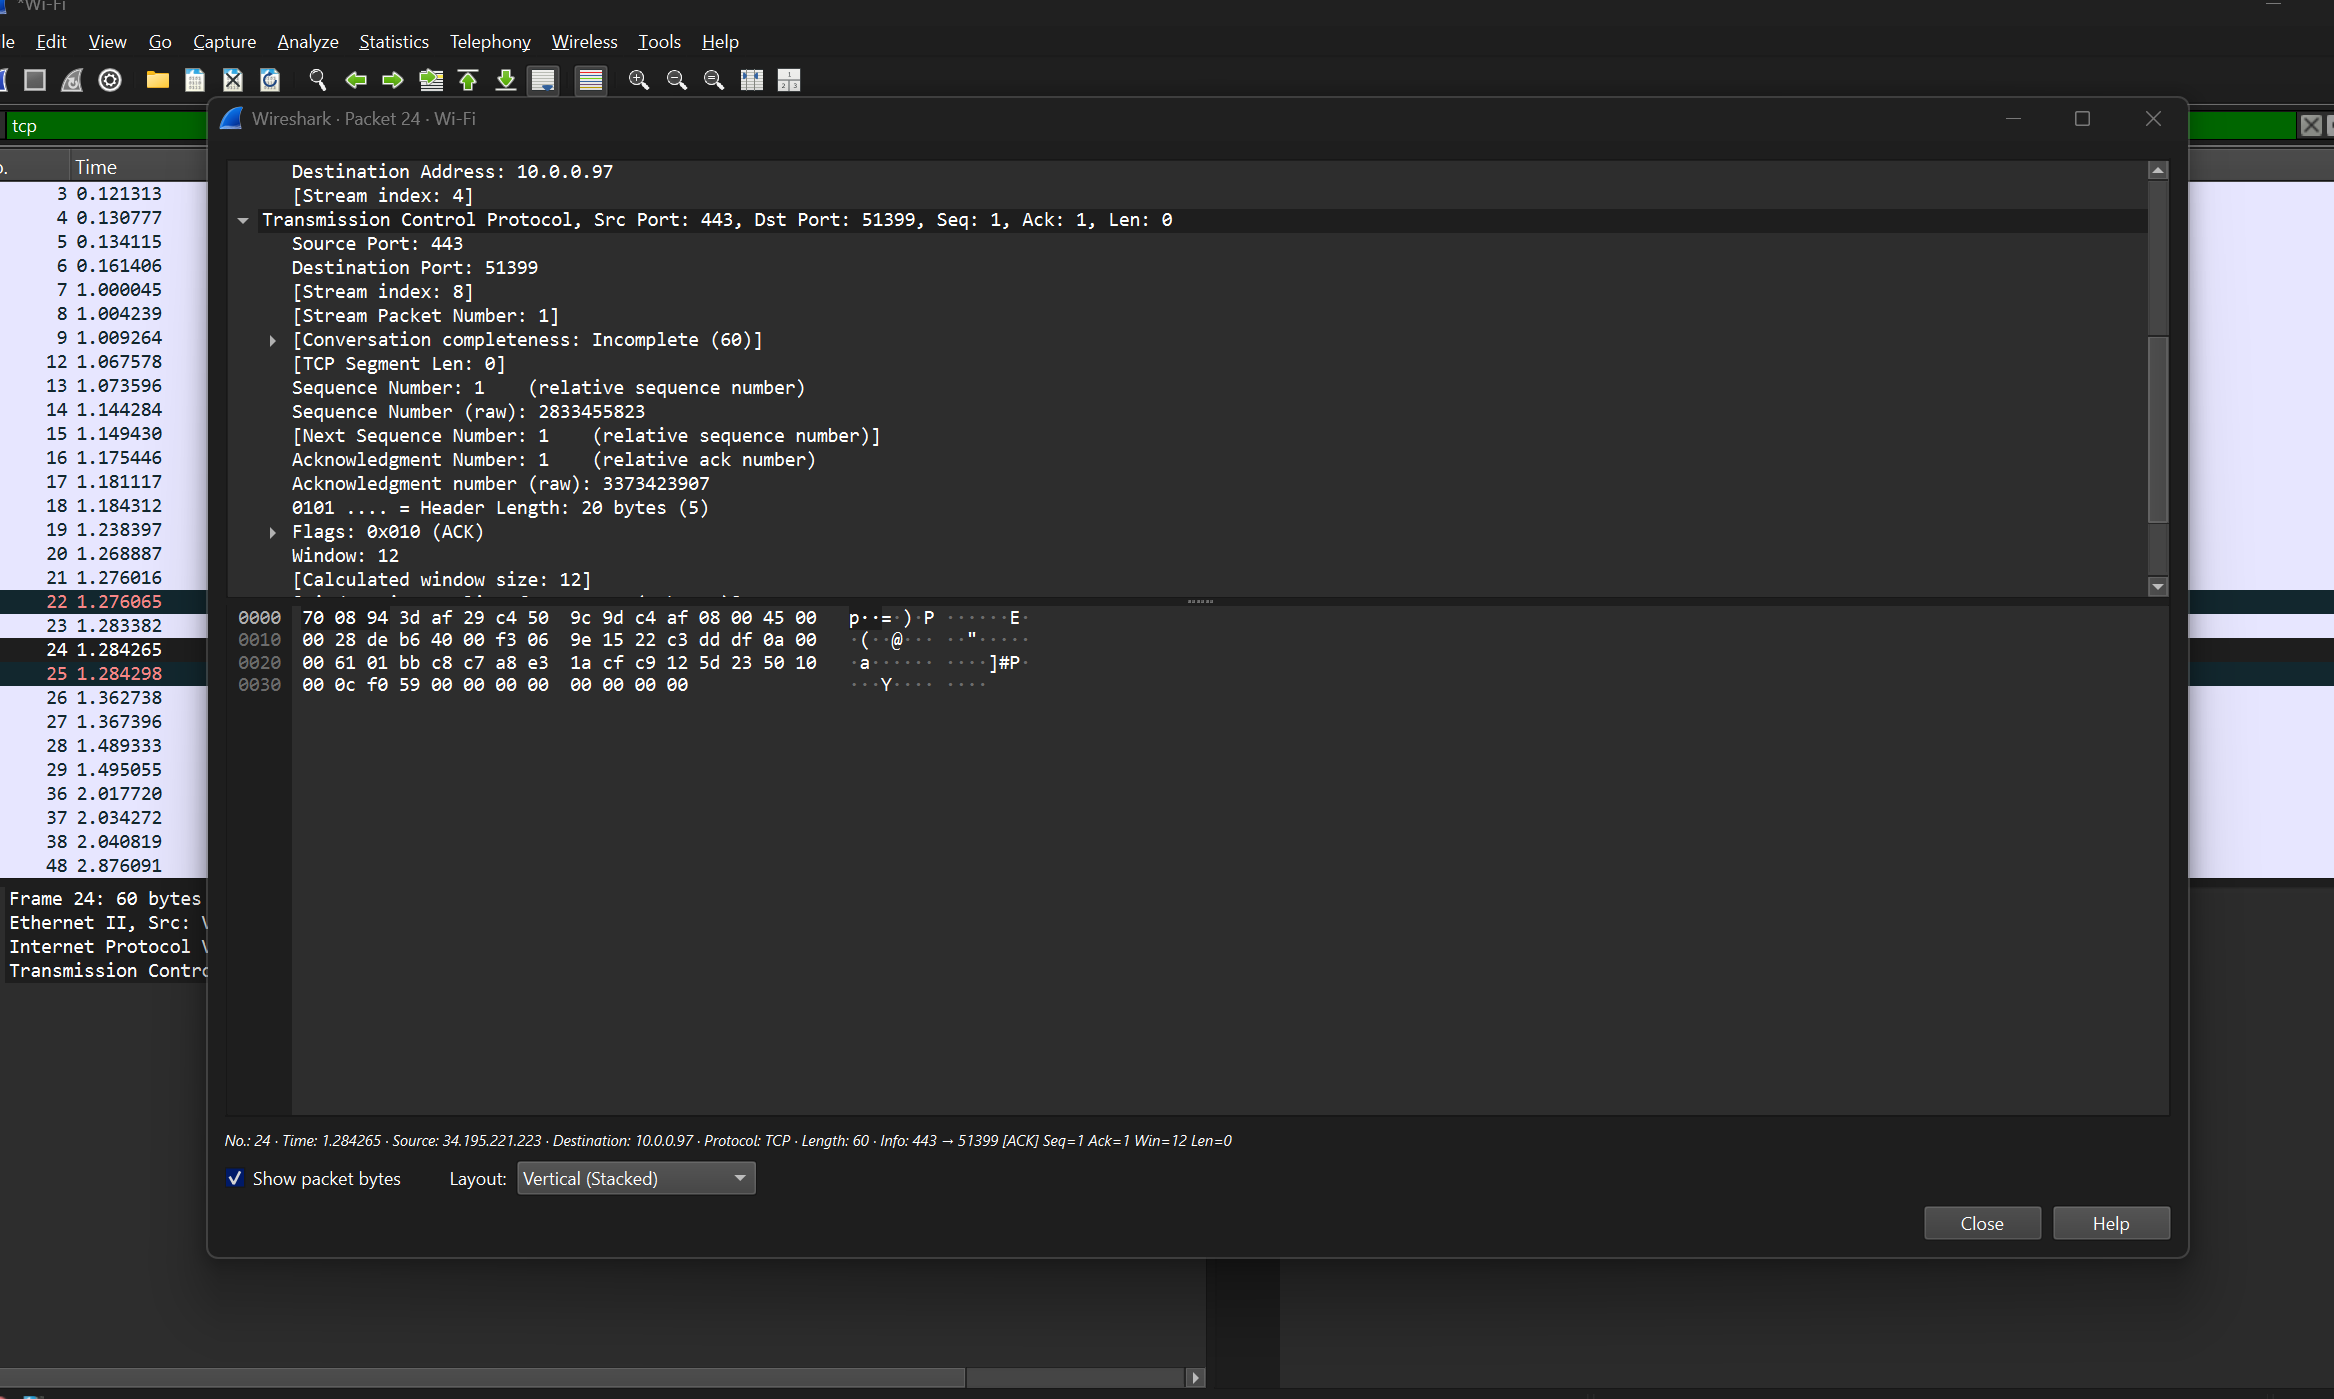 *Wi-Fi
le Edit View Go Capture Analyze Statistics Telephony Wireless Tools Help
tcp
Wireshark · Packet 24 · Wi-Fi
Time
3 0.121313
4 0.130777
5 0.134115
6 0.161406
7 1.000045
8 1.004239
9 1.009264
12 1.067578
13 1.073596
14 1.144284
15 1.149430
16 1.175446
17 1.181117
18 1.184312
19 1.238397
20 1.268887
21 1.276016
22 1.276065
23 1.283382
24 1.284265
25 1.284298
26 1.362738
27 1.367396
28 1.489333
29 1.495055
36 2.017720
37 2.034272
38 2.040819
48 2.876091
Frame 24: 60 bytes
Ethernet II, Src:
Internet Protocol
Transmission Contro
Destination Address: 10.0.0.97
[Stream index: 4]
Transmission Control Protocol, Src Port: 443, Dst Port: 51399, Seq: 1, Ack: 1, Len: 0
Source Port: 443
Destination Port: 51399
[Stream index: 8]
[Stream Packet Number: 1]
[Conversation completeness: Incomplete (60)]
[TCP Segment Len: 0]
Sequence Number: 1    (relative sequence number)
Sequence Number (raw): 2833455823
[Next Sequence Number: 1    (relative sequence number)]
Acknowledgment Number: 1    (relative ack number)
Acknowledgment number (raw): 3373423907
0101 .... = Header Length: 20 bytes (5)
Flags: 0x010 (ACK)
Window: 12
[Calculated window size: 12]
0000 70 08 94 3d af 29 c4 50 9c 9d c4 af 08 00 45 00 p··=·)·P ······E·
0010 00 28 de b6 40 00 f3 06 9e 15 22 c3 dd df 0a 00 ·(··@··· ··"·····
0020 00 61 01 bb c8 c7 a8 e3 1a cf c9 12 5d 23 50 10 ·a······ ····]#P·
0030 00 0c f0 59 00 00 00 00 00 00 00 00 ···Y···· ····
No.: 24 · Time: 1.284265 · Source: 34.195.221.223 · Destination: 10.0.0.97 · Protocol: TCP · Length: 60 · Info: 443 → 51399 [ACK] Seq=1 Ack=1 Win=12 Len=0
Show packet bytes Layout: Vertical (Stacked)
Close Help